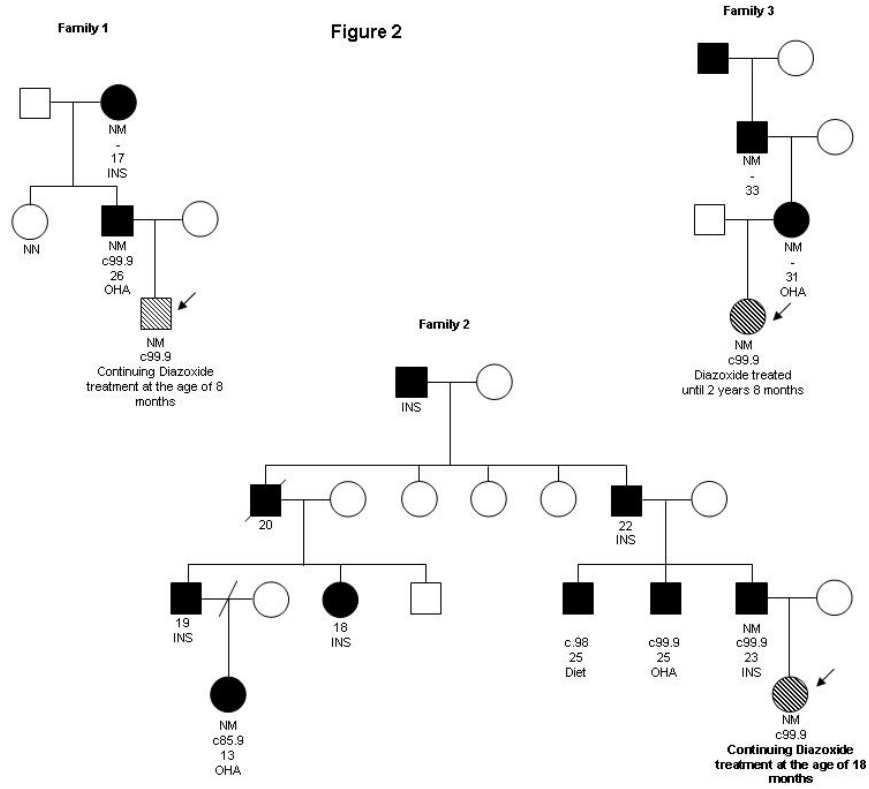 Figure 2
Family 1
NM
-
17
INS
NN
NM
c99.9
26
OHA
NM
c99.9
Continuing Diazoxide
treatment at the age of 8
months
Family 3
NM
-
33
NM
-
31
OHA
NM
c99.9
Diazoxide treated
until 2 years 8 months
Family 2
INS
20
22
INS
19
INS
18
INS
c.98
25
Diet
c99.9
25
OHA
NM
c99.9
23
INS
NM
c85.9
13
OHA
NM
c99.9
Continuing Diazoxide
treatment at the age of 18
months